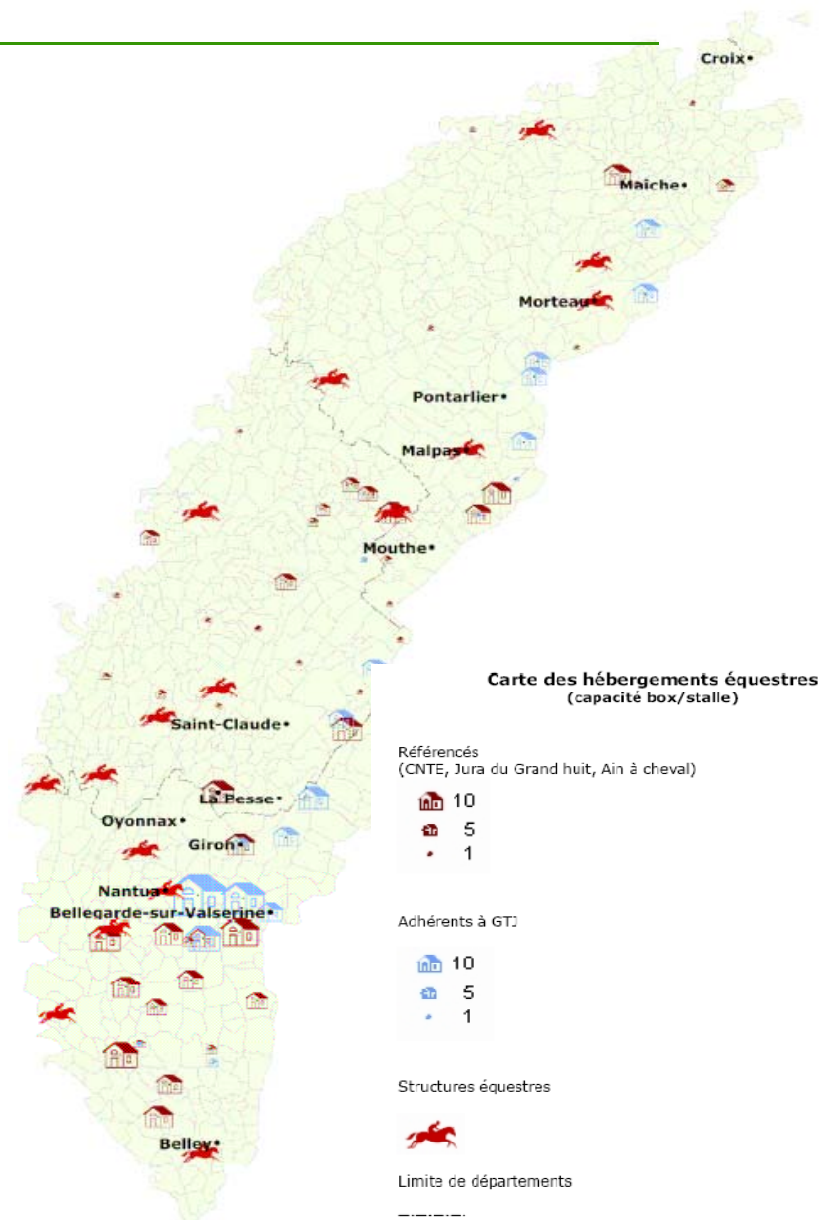 Croix
Maîche
Morteau
Pontarlier
Malpas
Mouthe
Carte des hébergements équestres
(capacité box/stalle)
Saint-Claude
Référencés
(CNTE, Jura du Grand huit, Ain à cheval)
La Pesse
10
Oyonnax
5
Giron
1
Nantua
Bellegarde-sur-Valserine
Adhérents à GTJ
10
5
1
Structures équestres
Belley
Limite de départements